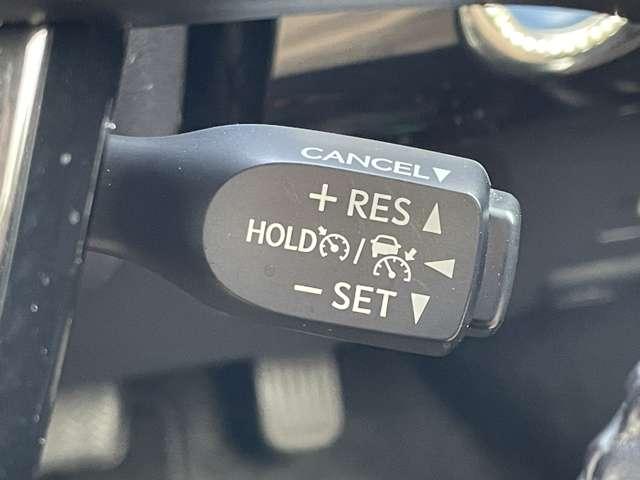 CANCEL▼
+ RES ▲
HOLD / ◀
− SET ▼